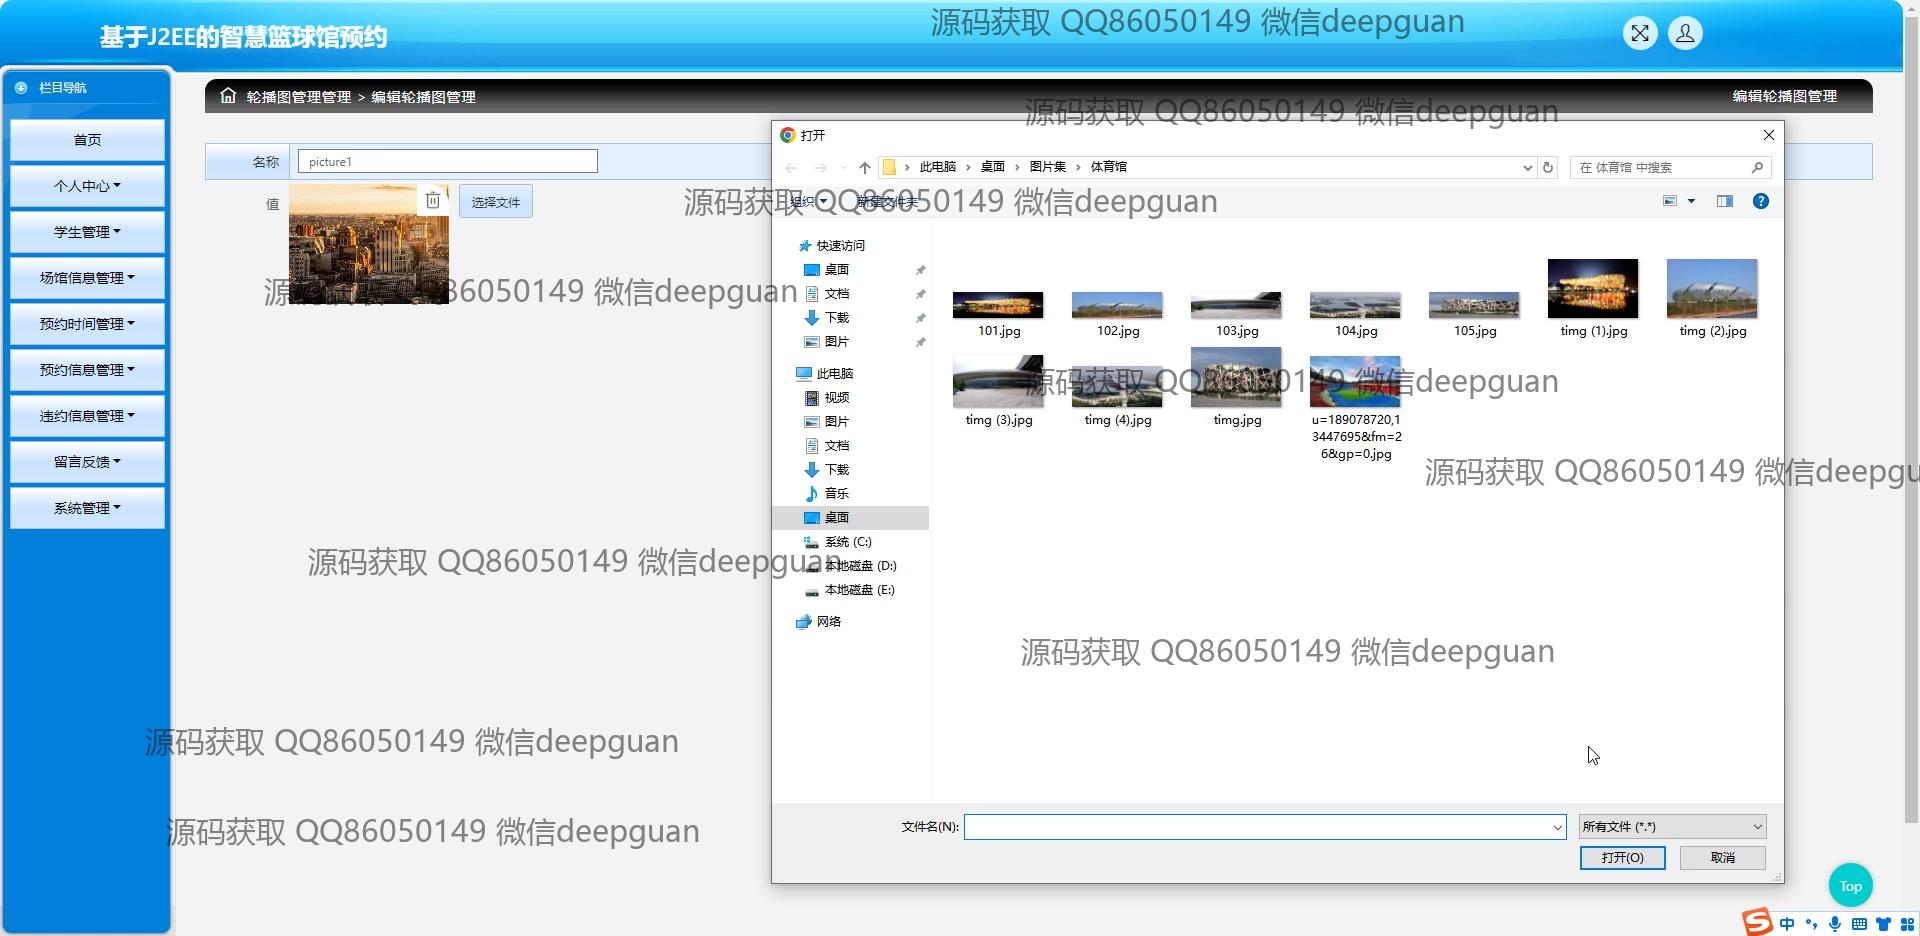 基于J2EE的智慧篮球馆预约
源码获取 QQ86050149 微信deepguan
栏目导航
首页
个人中心
学生管理
场馆信息管理
预约时间管理
预约信息管理
违约信息管理
留言反馈
系统管理
轮播图管理管理 > 编辑轮播图管理
编辑轮播图管理
源码获取 QQ86050149 微信deepguan
名称
picture1
值
选择文件
打开
此电脑 › 桌面 › 图片集 › 体育馆
在 体育馆 中搜索
组织
新建文件夹
源码获取 QQ86050149 微信deepguan
快速访问
桌面
文档
下载
图片
此电脑
视频
图片
文档
下载
音乐
桌面
系统 (C:)
本地磁盘 (D:)
本地磁盘 (E:)
网络
101.jpg
102.jpg
103.jpg
104.jpg
105.jpg
timg (1).jpg
timg (2).jpg
timg (3).jpg
timg (4).jpg
timg.jpg
u=189078720,1
3447695&fm=2
6&gp=0.jpg
86050149 微信deepguan
源码获取 QQ86050149 微信deepguan
源码获取 QQ86050149 微信deepgu
源码获取 QQ86050149 微信deepguan
源码获取 QQ86050149 微信deepguan
源码获取 QQ86050149 微信deepguan
源码获取 QQ86050149 微信deepguan
文件名(N):
所有文件 (*.*)
打开(O)
取消
Top
中